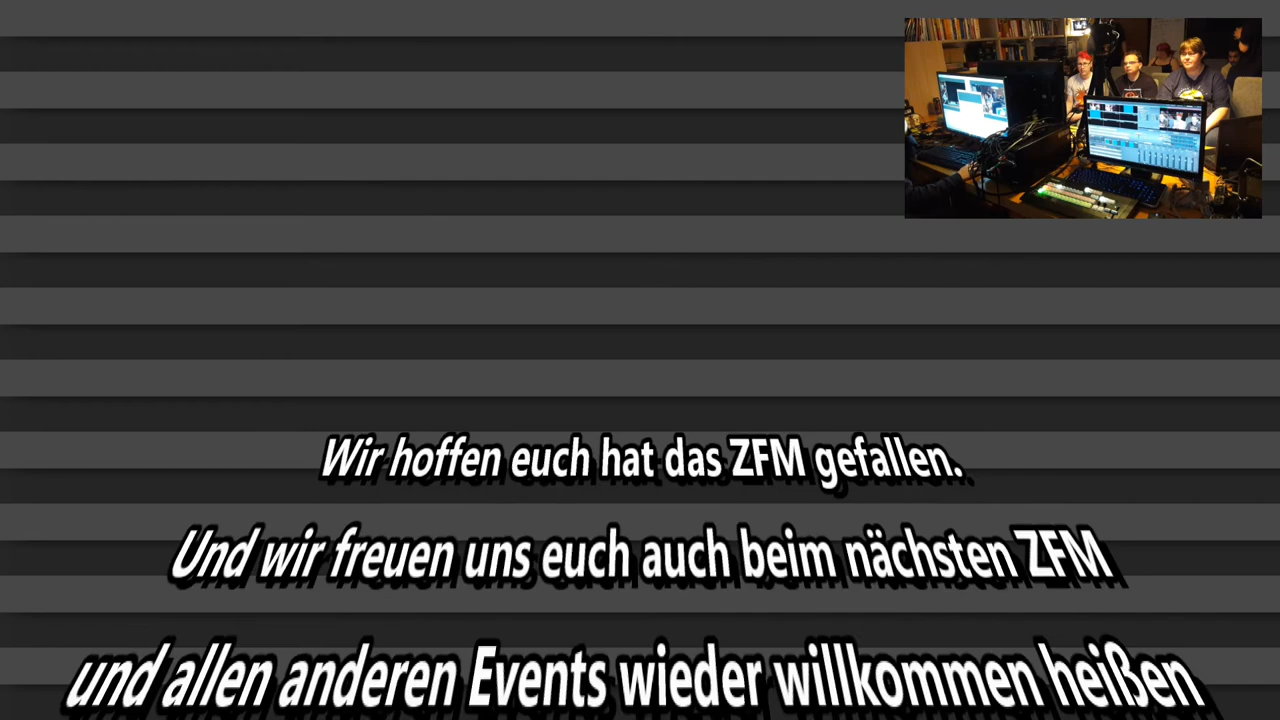 Wir hoffen euch hat das ZFM gefallen.
Und wir freuen uns euch auch beim nächsten ZFM
und allen anderen Events wieder willkommen heißen